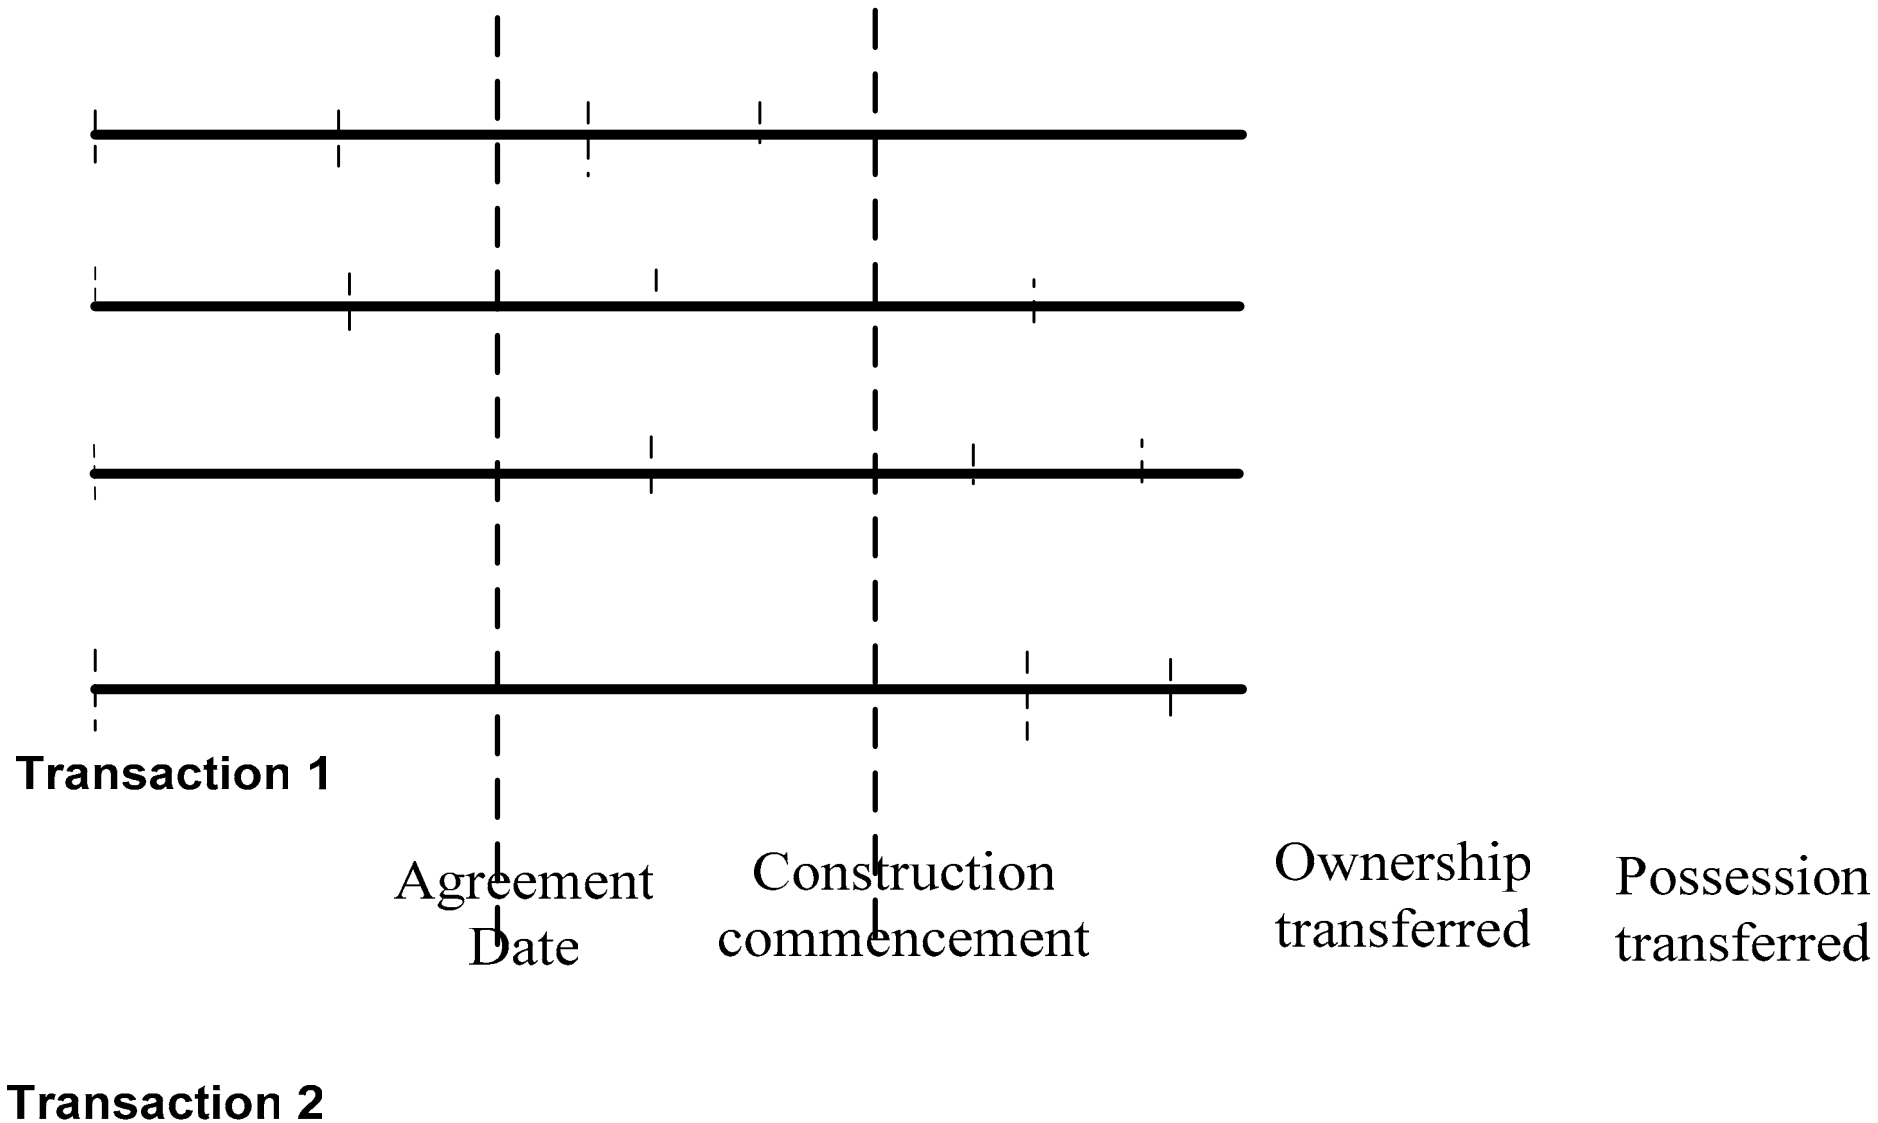 Transaction 1
Agreement
Date
Construction
commencement
Ownership
transferred
Possession
transferred
Transaction 2